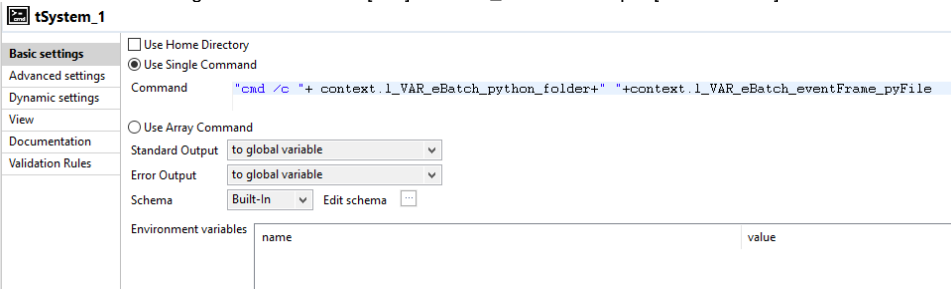 tSystem_1
Basic settings
Advanced settings
Dynamic settings
View
Documentation
Validation Rules
Use Home Directory
Use Single Command
Command "cmd /c "+ context.l_VAR_eBatch_python_folder+" "+context.l_VAR_eBatch_eventFrame_pyFile
Use Array Command
Standard Output to global variable
Error Output to global variable
Schema Built-In Edit schema ...
Environment variables name value